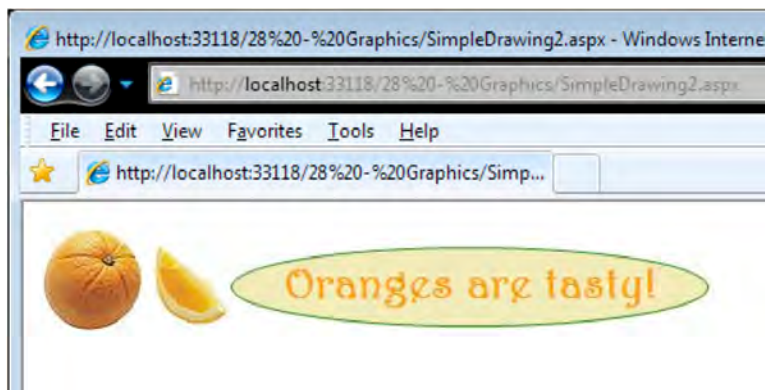 http://localhost:33118/28%20-%20Graphics/SimpleDrawing2.aspx - Windows Interne
http://localhost:33118/28%20-%20Graphics/SimpleDrawing2.aspx
File Edit View Favorites Tools Help
http://localhost:33118/28%20-%20Graphics/Simp...
Oranges are tasty!